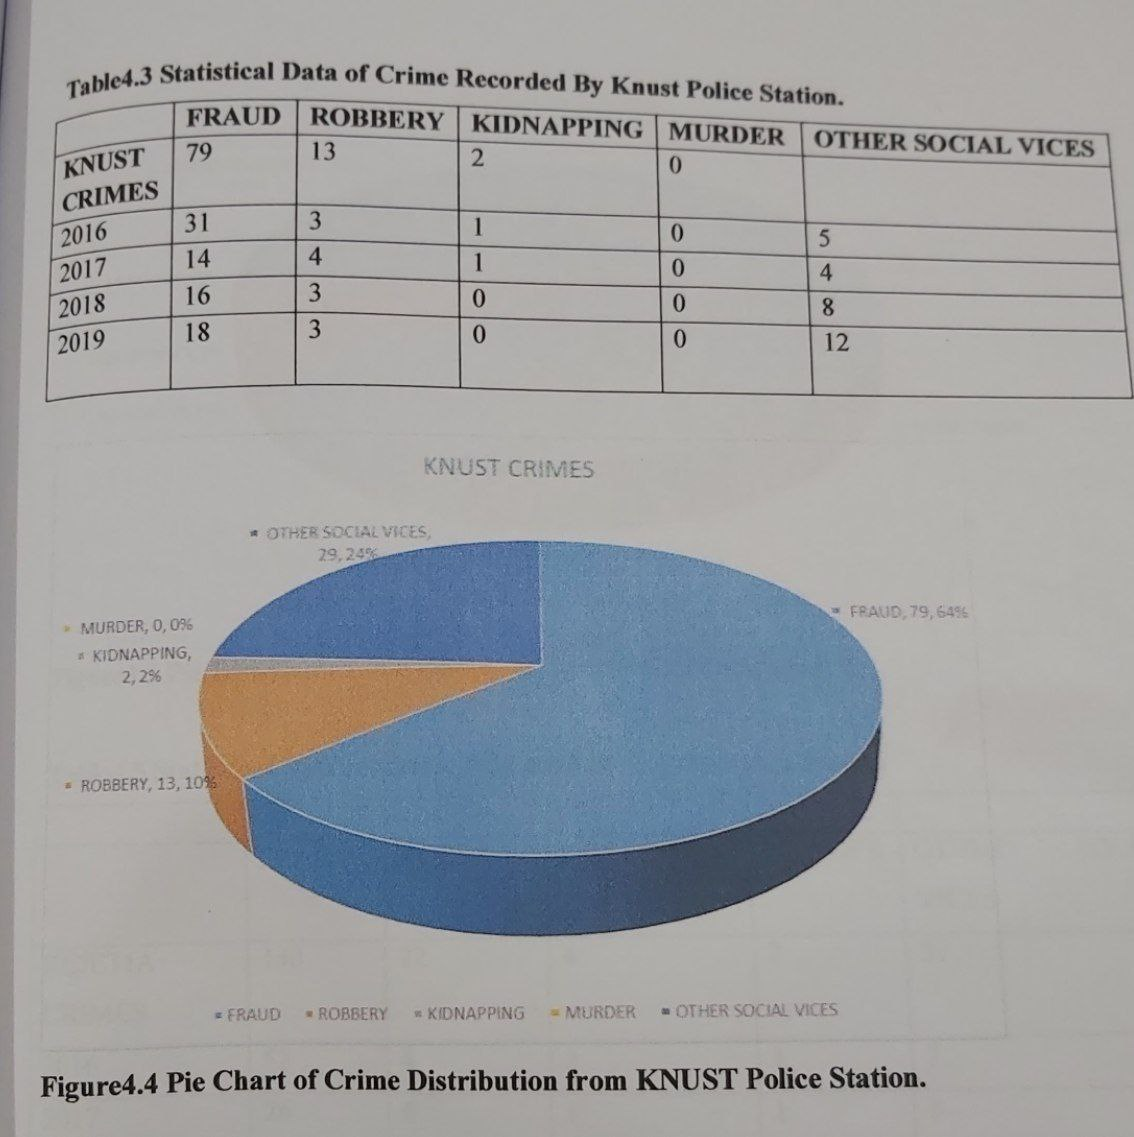 Table4.3 Statistical Data of Crime Recorded By Knust Police Station.
FRAUD ROBBERY KIDNAPPING MURDER OTHER SOCIAL VICES
KNUST 79 13 2 0
CRIMES
2016 31 3 1 0 5
2017 14 4 1 0 4
2018 16 3 0 0 8
2019 18 3 0 0 12
KNUST CRIMES
OTHER SOCIAL VICES,
29, 24%
FRAUD, 79, 64%
MURDER, 0, 0%
KIDNAPPING,
2, 2%
ROBBERY, 13, 10%
FRAUD ROBBERY KIDNAPPING MURDER OTHER SOCIAL VICES
Figure4.4 Pie Chart of Crime Distribution from KNUST Police Station.